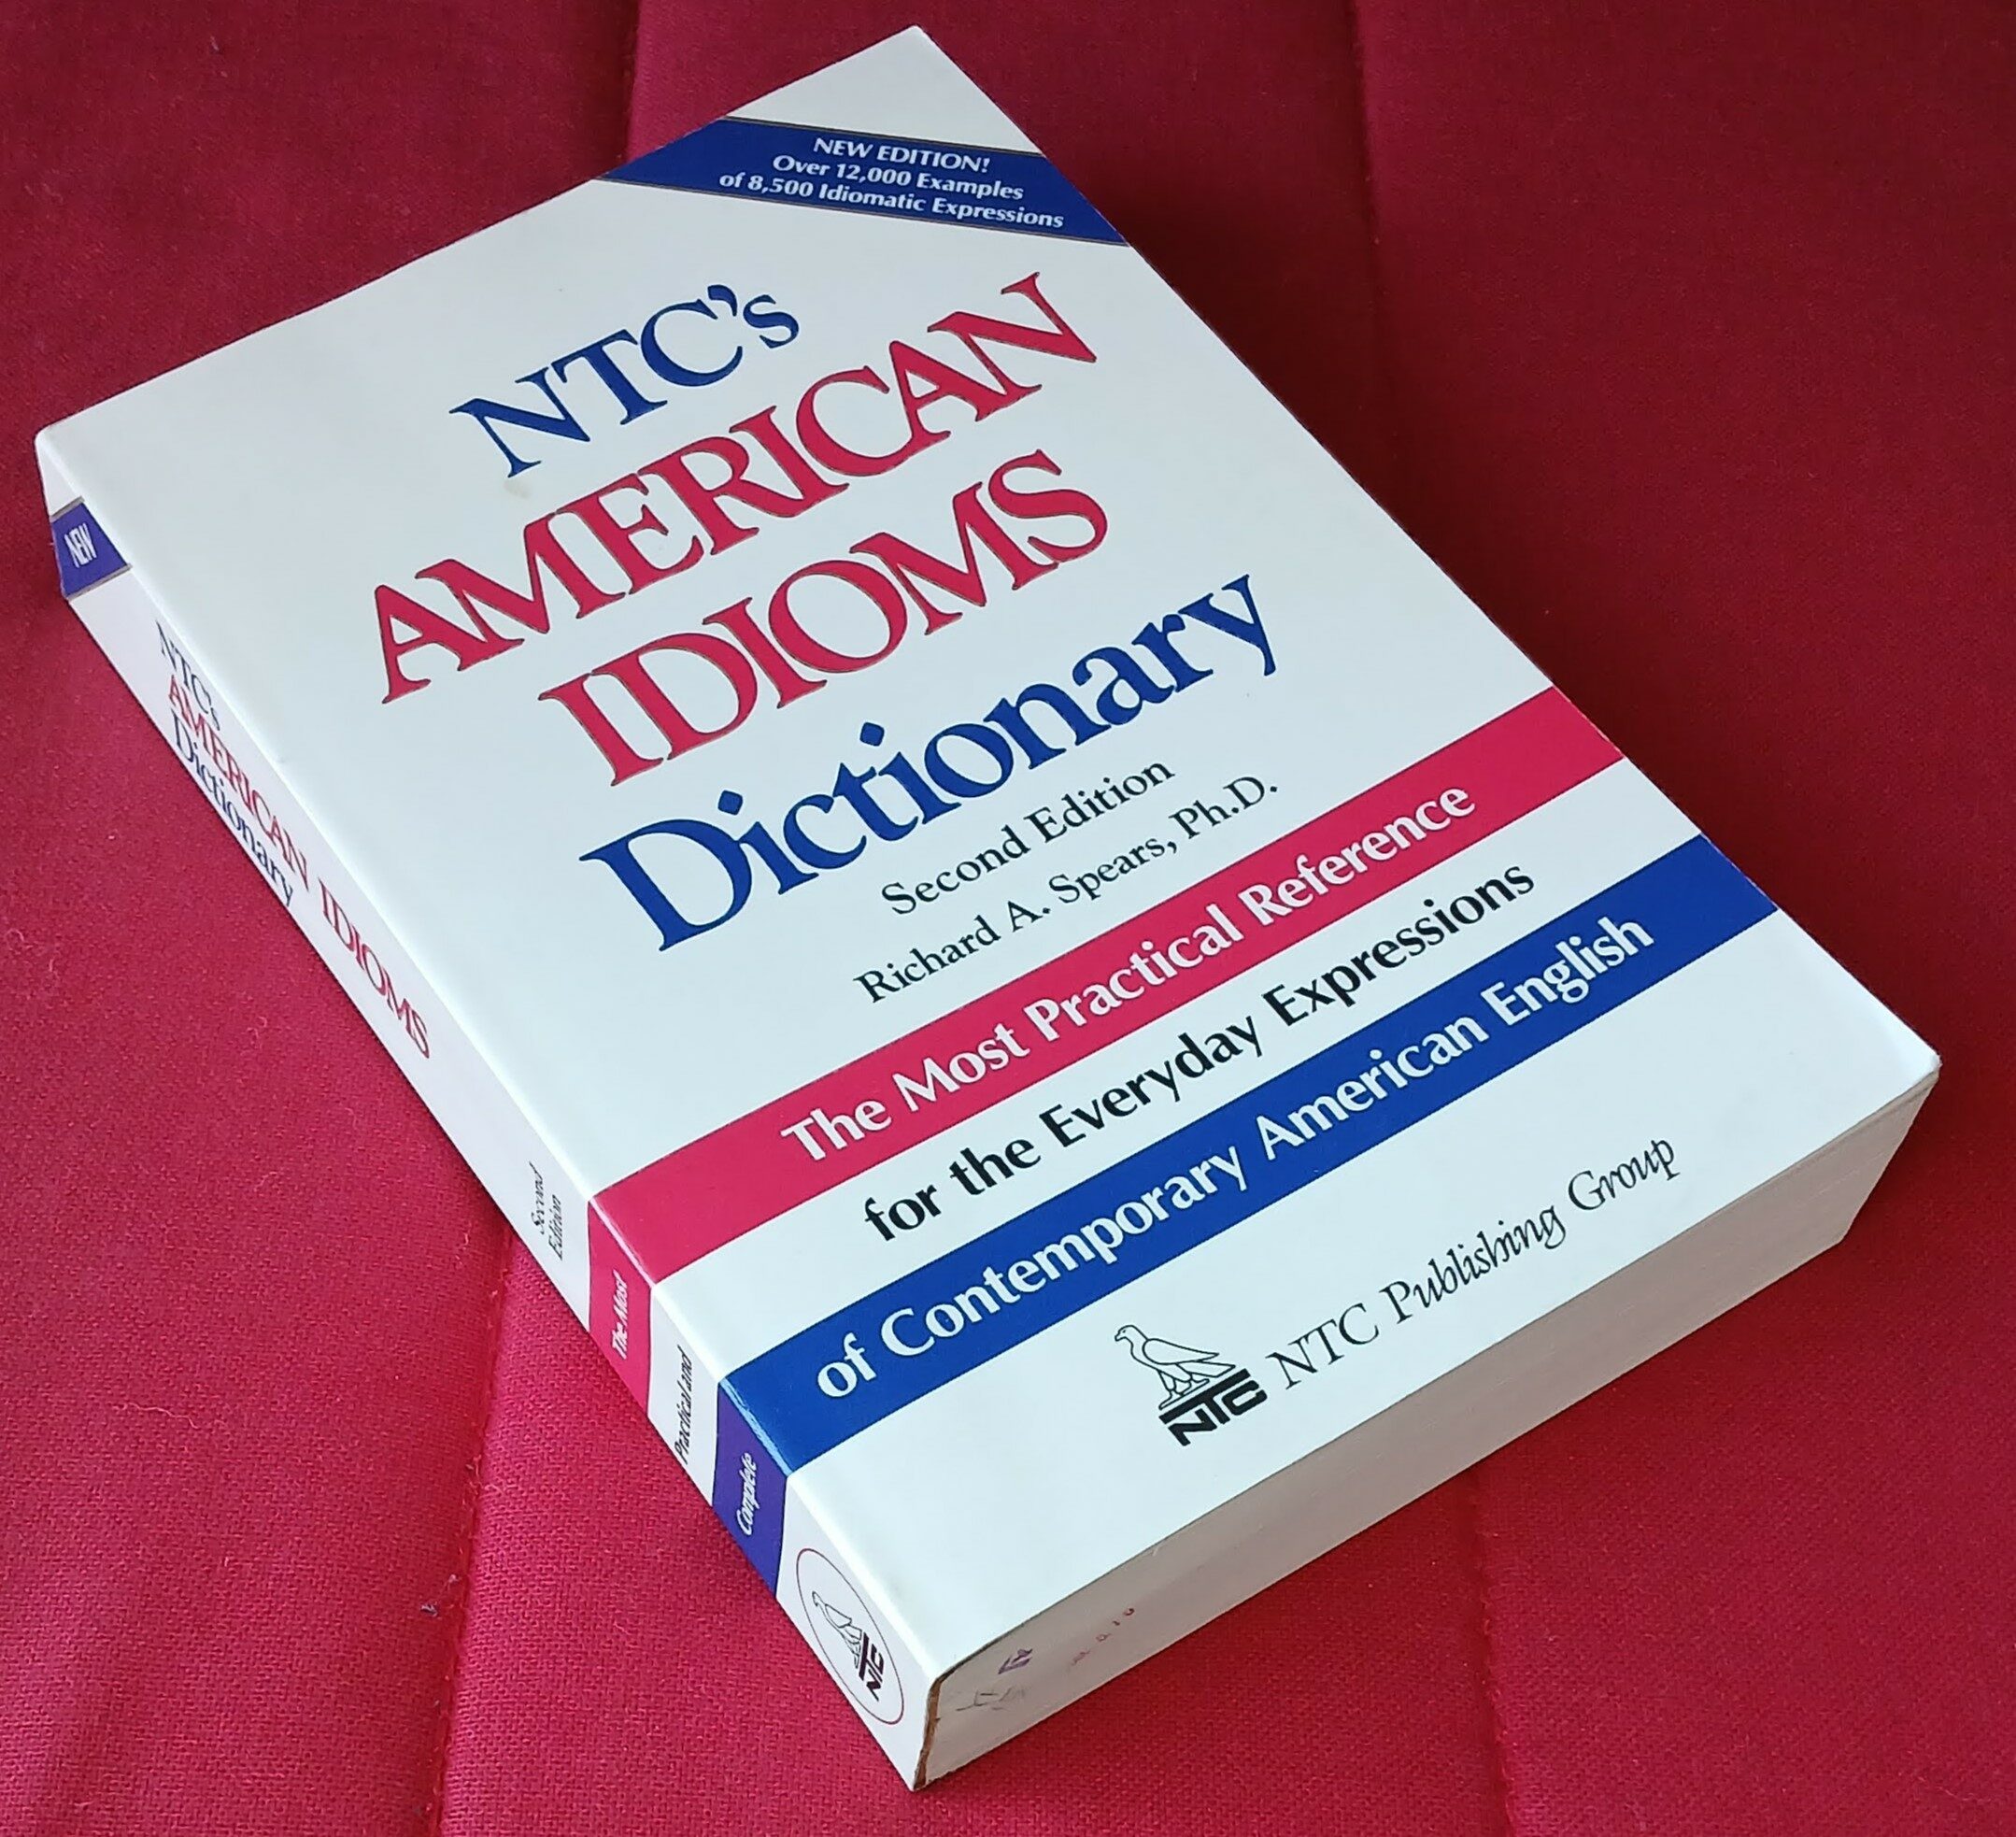 NEW EDITION!
Over 12,000 Examples
of 8,500 Idiomatic Expressions
NTC's
AMERICAN
IDIOMS
Dictionary
Second Edition
Richard A. Spears, Ph.D.
The Most Practical Reference
for the Everyday Expressions
of Contemporary American English
NTC
NTC Publishing Group
NEW
NTC's
AMERICAN IDIOMS
Dictionary
Second
Edition
The Most
Practical and
Complete
NTC